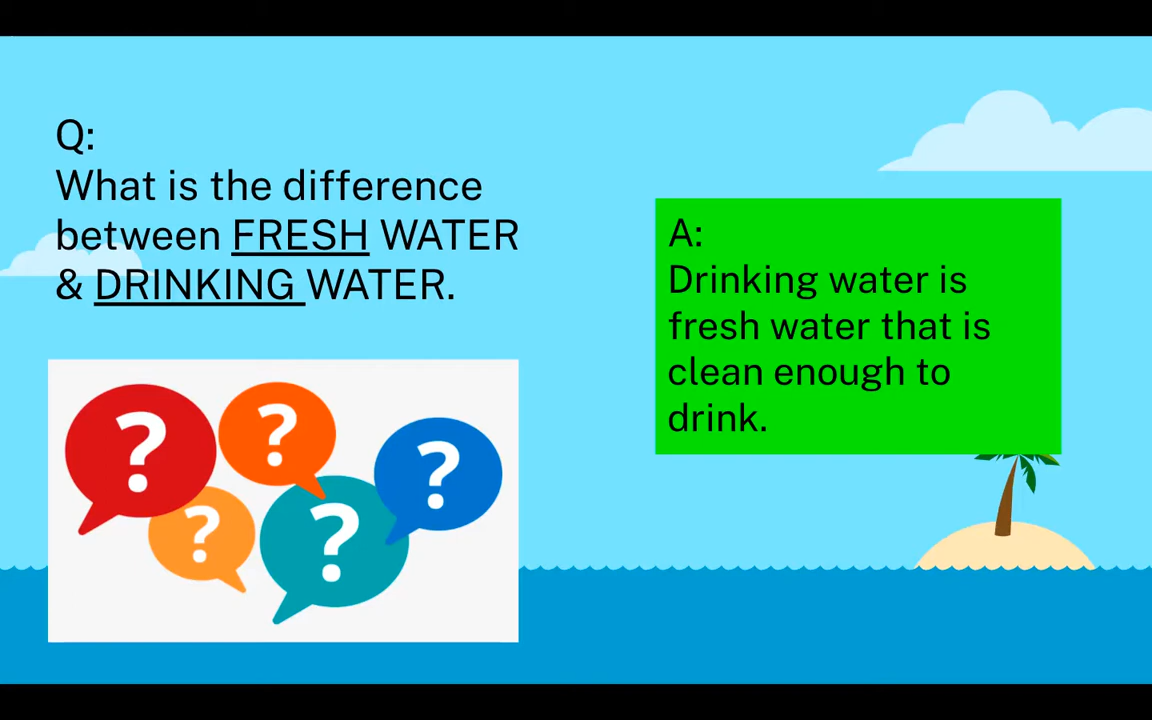 Q:
What is the difference
between FRESH WATER
& DRINKING WATER.
A:
Drinking water is
fresh water that is
clean enough to
drink.
?
?
?
?
?